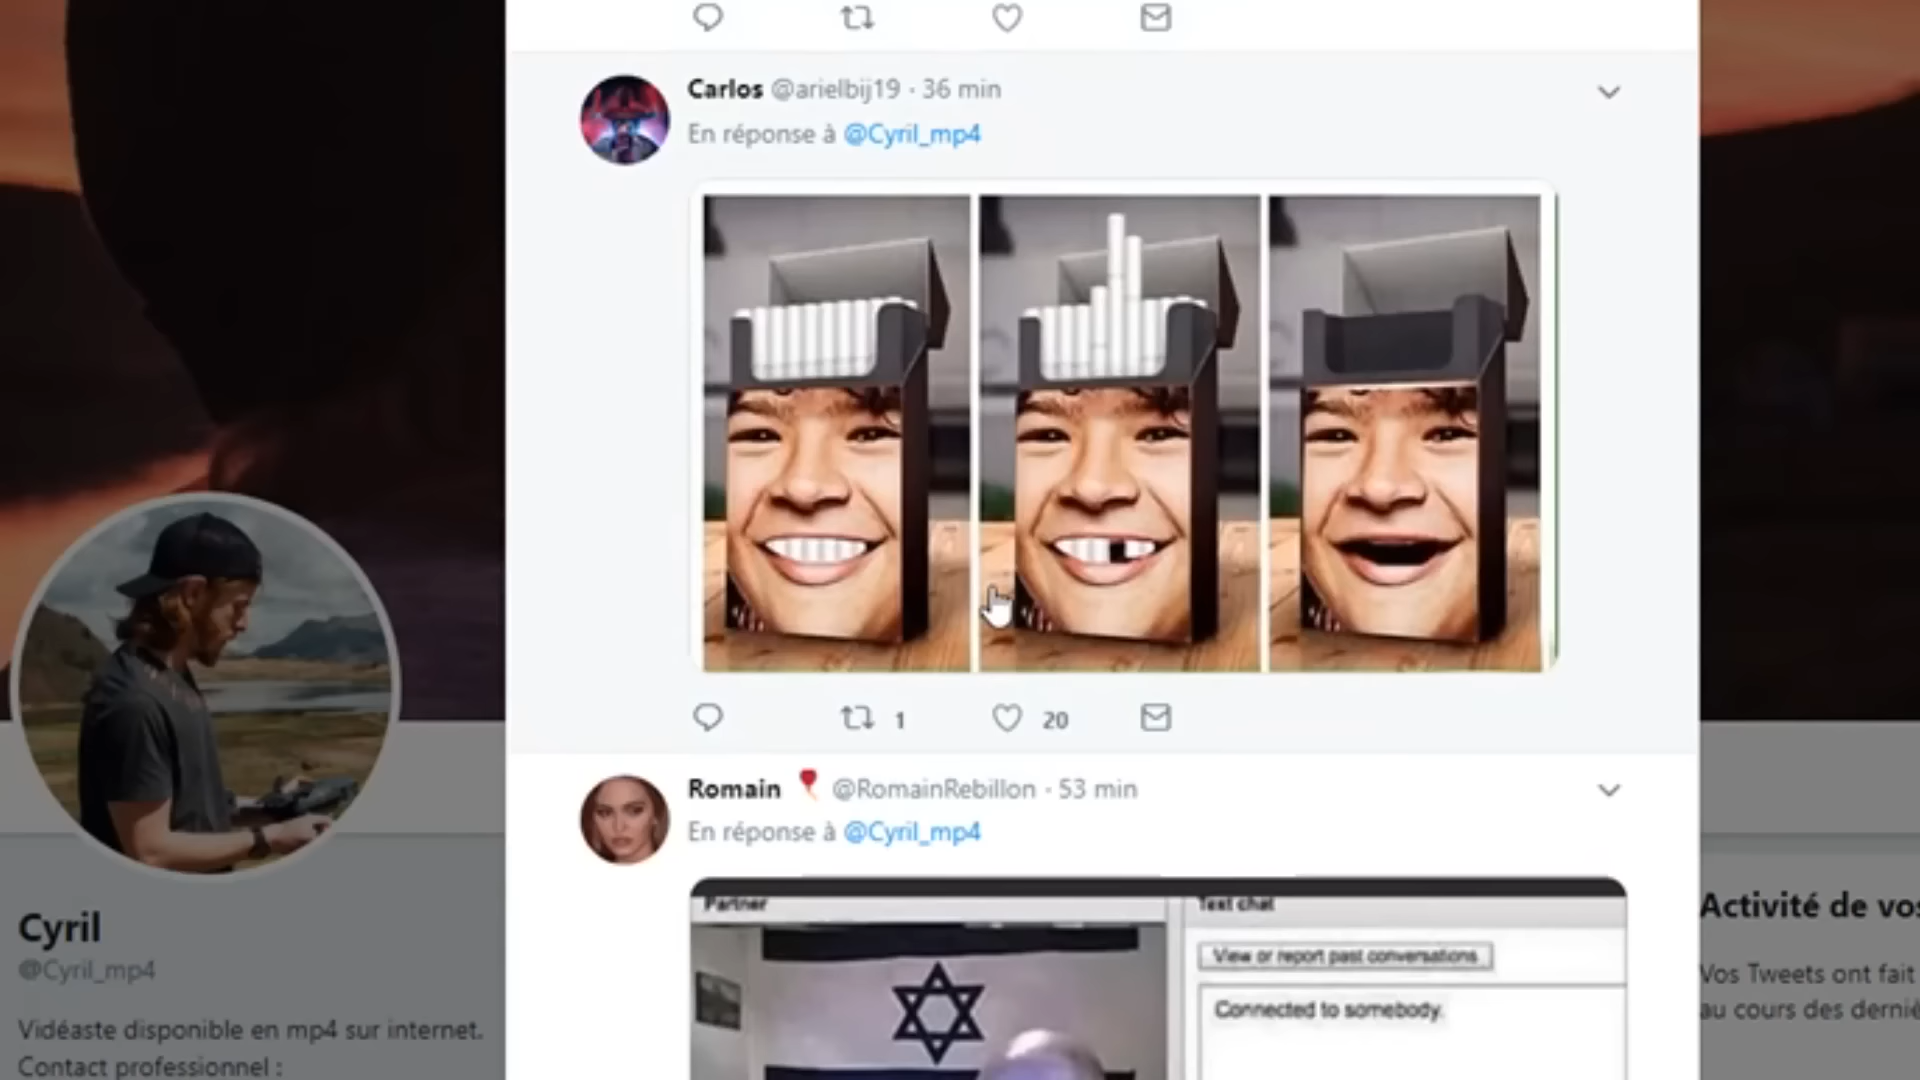 Carlos @arielbij19 · 36 min
En réponse à @Cyril_mp4
1
20
Romain @RomainRebillon · 53 min
En réponse à @Cyril_mp4
Partner
Text chat
View or report past conversations
Connected to somebody.
Cyril
@Cyril_mp4
Vidéaste disponible en mp4 sur internet.
Contact professionnel :
Activité de vos
Vos Tweets ont fait
au cours des derniè